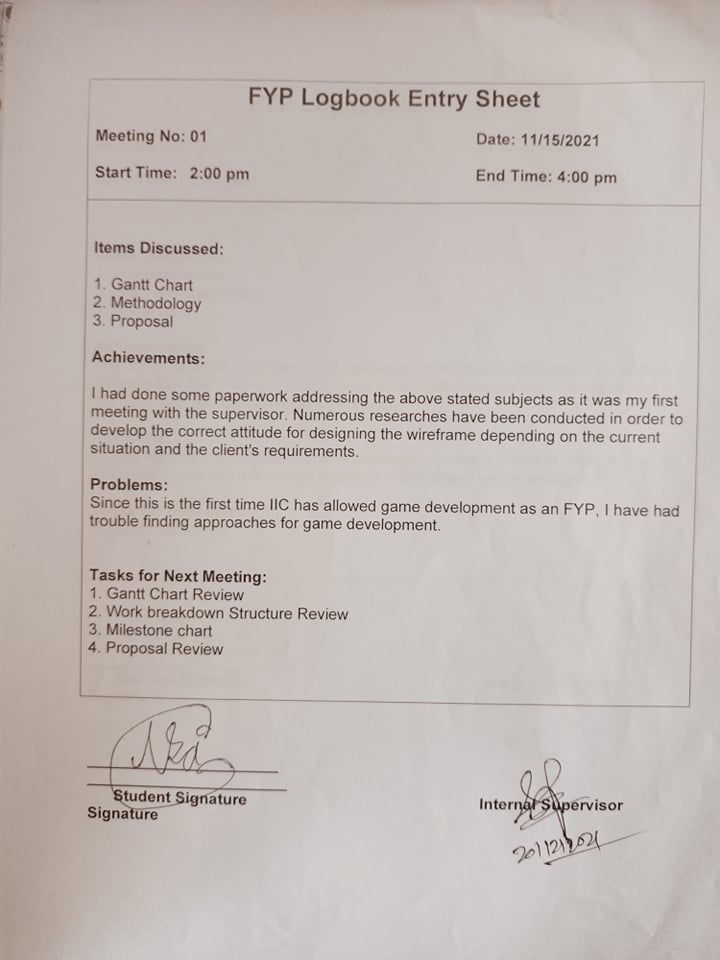 FYP Logbook Entry Sheet
Meeting No: 01
Date: 11/15/2021
Start Time: 2:00 pm
End Time: 4:00 pm
Items Discussed:
1. Gantt Chart
2. Methodology
3. Proposal
Achievements:
I had done some paperwork addressing the above stated subjects as it was my first
meeting with the supervisor. Numerous researches have been conducted in order to
develop the correct attitude for designing the wireframe depending on the current
situation and the client's requirements.
Problems:
Since this is the first time IIC has allowed game development as an FYP, I have had
trouble finding approaches for game development.
Tasks for Next Meeting:
1. Gantt Chart Review
2. Work breakdown Structure Review
3. Milestone chart
4. Proposal Review
Student Signature
Signature
Internal Supervisor
20/12/2021